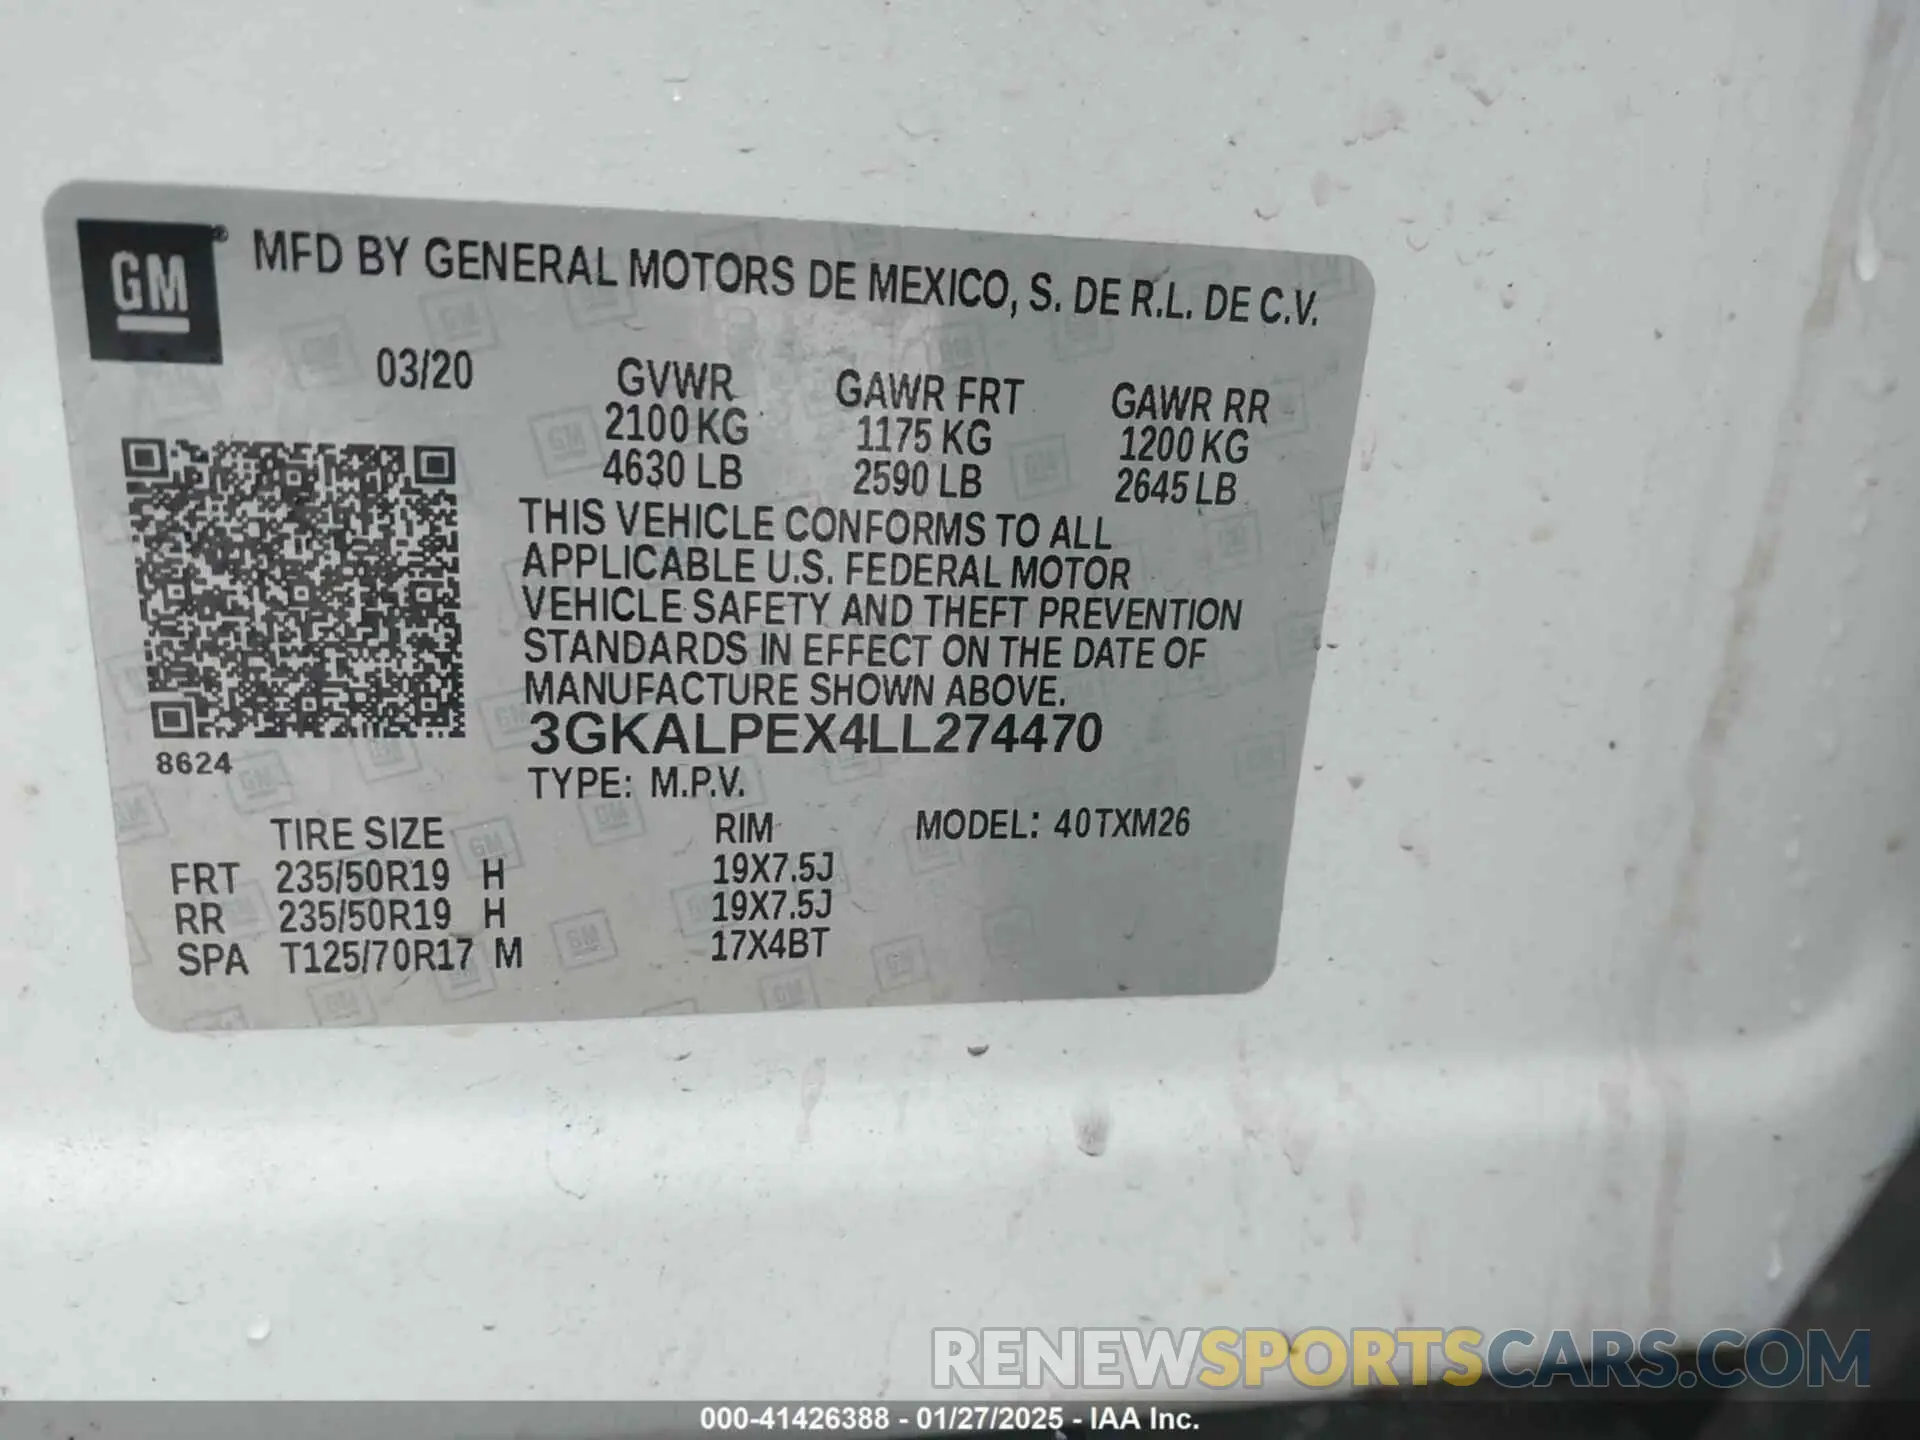 GM® MFD BY GENERAL MOTORS DE MEXICO, S. DE R.L. DE C.V.
03/20 GVWR GAWR FRT GAWR RR
2100 KG 1175 KG 1200 KG
4630 LB 2590 LB 2645 LB
THIS VEHICLE CONFORMS TO ALL
APPLICABLE U.S. FEDERAL MOTOR
VEHICLE SAFETY AND THEFT PREVENTION
STANDARDS IN EFFECT ON THE DATE OF
MANUFACTURE SHOWN ABOVE.
3GKALPEX4LL274470
8624
TYPE: M.P.V.
TIRE SIZE RIM MODEL: 40TXM26
FRT 235/50R19 H 19X7.5J
RR 235/50R19 H 19X7.5J
SPA T125/70R17 M 17X4BT
RENEWSPORTSCARS.COM
000-41426388 - 01/27/2025 - IAA Inc.